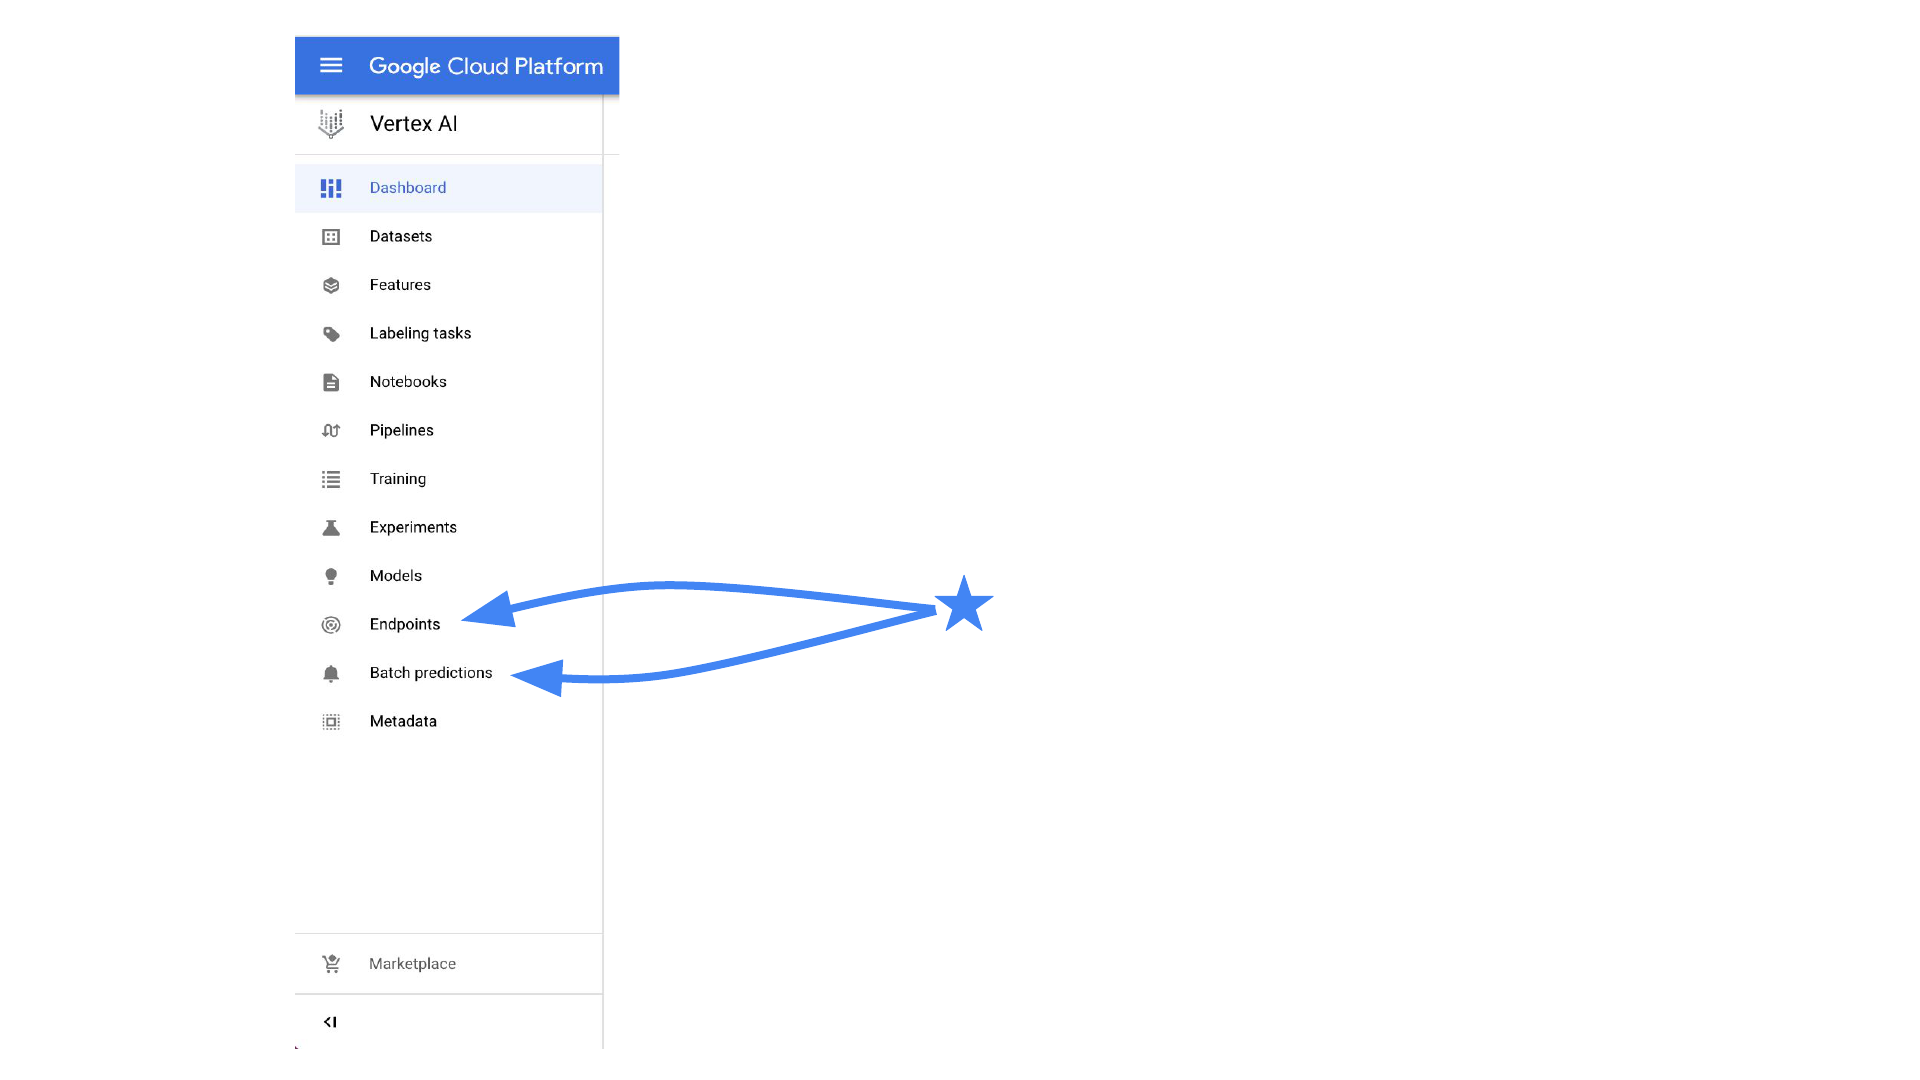 Google Cloud Platform
Vertex AI
Dashboard
Datasets
Features
Labeling tasks
Notebooks
Pipelines
Training
Experiments
Models
Endpoints
Batch predictions
Metadata
Marketplace